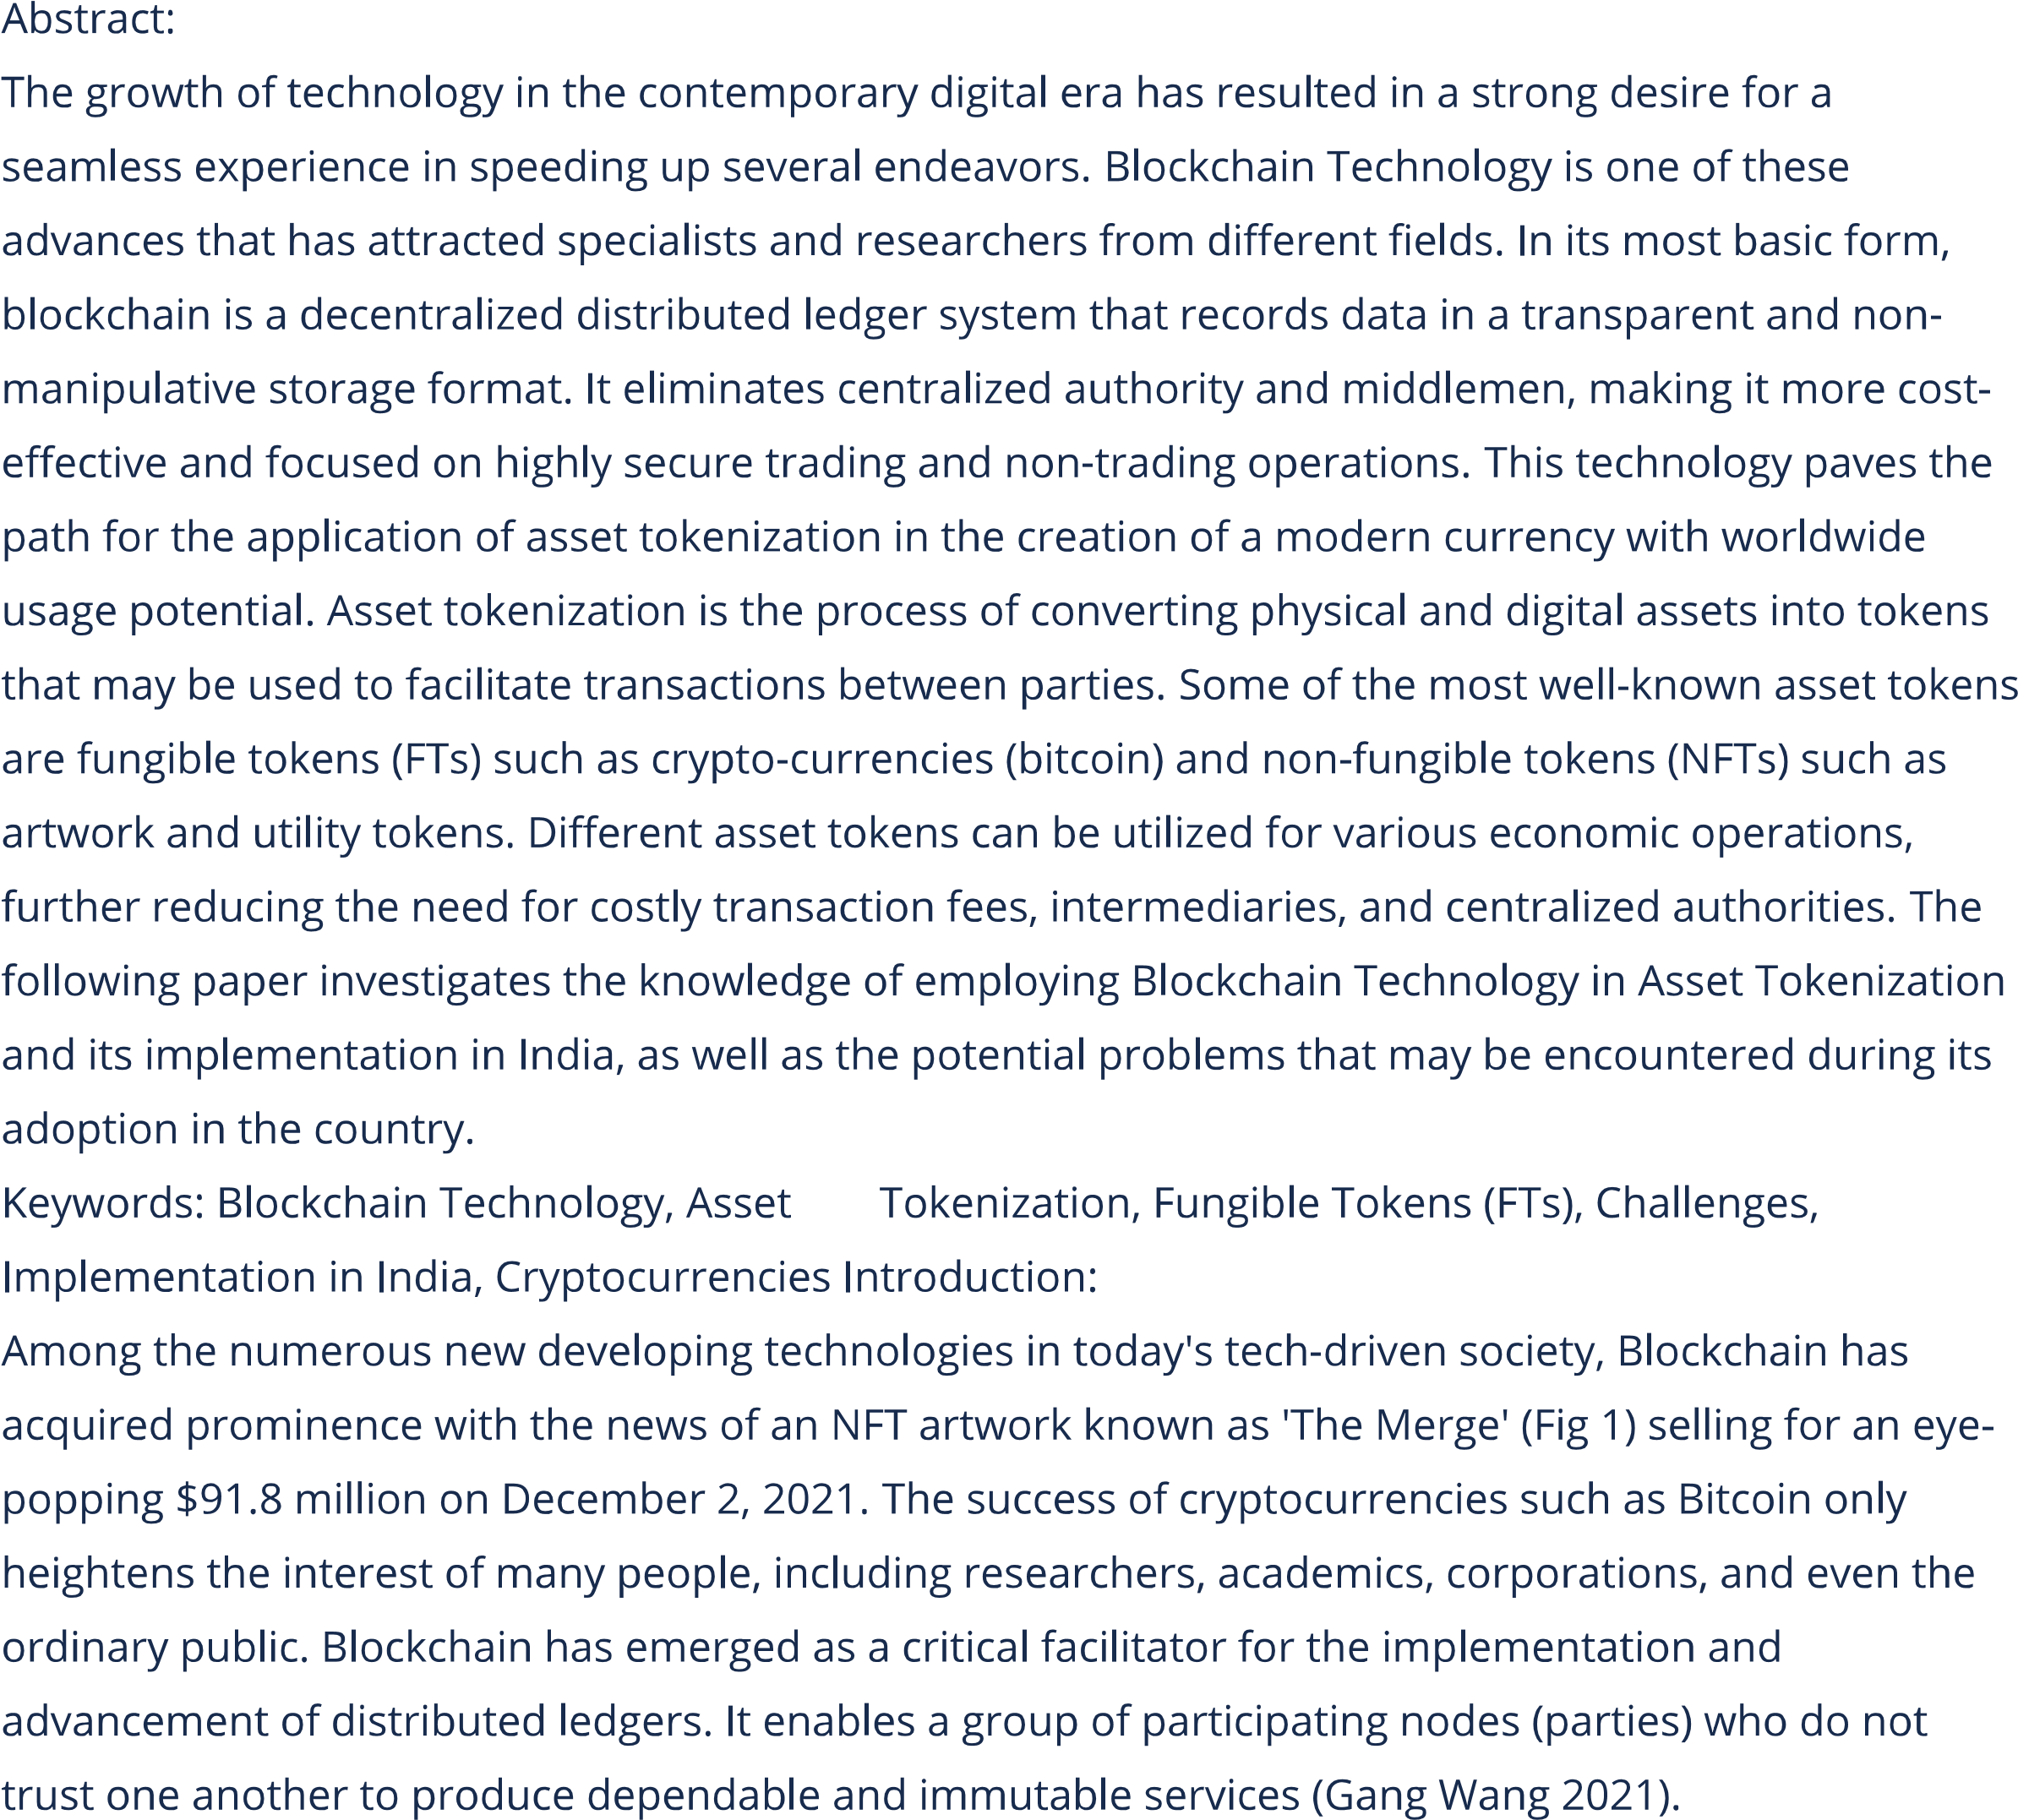 Abstract:
The growth of technology in the contemporary digital era has resulted in a strong desire for a
seamless experience in speeding up several endeavors. Blockchain Technology is one of these
advances that has attracted specialists and researchers from different fields. In its most basic form,
blockchain is a decentralized distributed ledger system that records data in a transparent and non-
manipulative storage format. It eliminates centralized authority and middlemen, making it more cost-
effective and focused on highly secure trading and non-trading operations. This technology paves the
path for the application of asset tokenization in the creation of a modern currency with worldwide
usage potential. Asset tokenization is the process of converting physical and digital assets into tokens
that may be used to facilitate transactions between parties. Some of the most well-known asset tokens
are fungible tokens (FTs) such as crypto-currencies (bitcoin) and non-fungible tokens (NFTs) such as
artwork and utility tokens. Different asset tokens can be utilized for various economic operations,
further reducing the need for costly transaction fees, intermediaries, and centralized authorities. The
following paper investigates the knowledge of employing Blockchain Technology in Asset Tokenization
and its implementation in India, as well as the potential problems that may be encountered during its
adoption in the country.
Keywords: Blockchain Technology, Asset Tokenization, Fungible Tokens (FTs), Challenges,
Implementation in India, Cryptocurrencies Introduction:
Among the numerous new developing technologies in today's tech-driven society, Blockchain has
acquired prominence with the news of an NFT artwork known as 'The Merge' (Fig 1) selling for an eye-
popping $91.8 million on December 2, 2021. The success of cryptocurrencies such as Bitcoin only
heightens the interest of many people, including researchers, academics, corporations, and even the
ordinary public. Blockchain has emerged as a critical facilitator for the implementation and
advancement of distributed ledgers. It enables a group of participating nodes (parties) who do not
trust one another to produce dependable and immutable services (Gang Wang 2021).